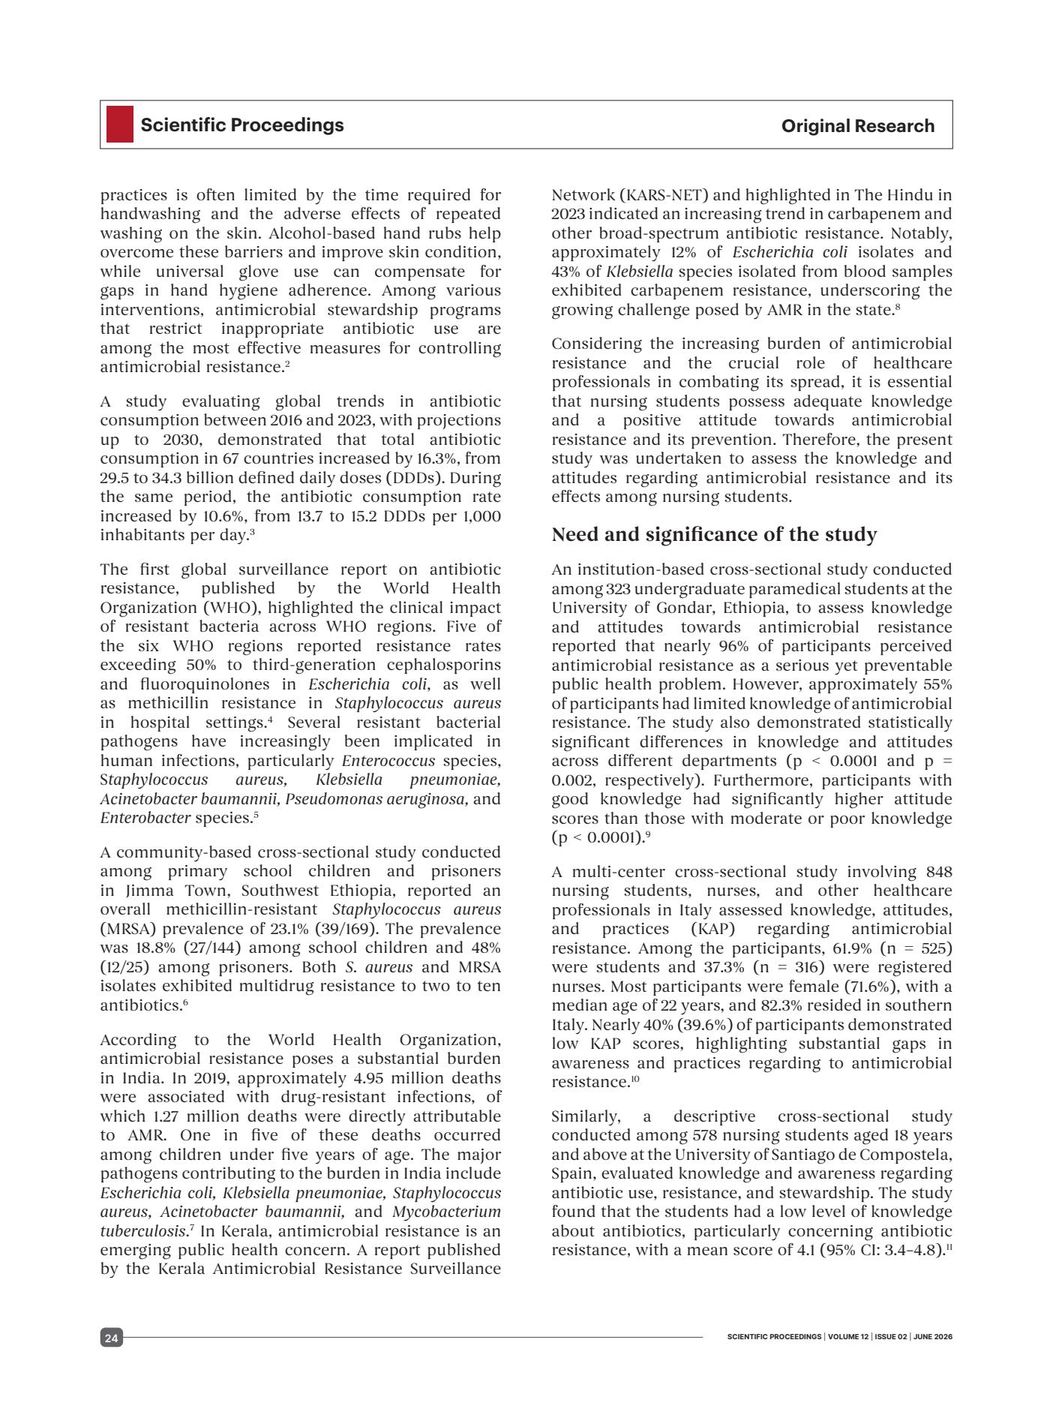 Scientific Proceedings
Original Research
practices is often limited by the time required for
handwashing and the adverse effects of repeated
washing on the skin. Alcohol-based hand rubs help
overcome these barriers and improve skin condition,
while universal glove use can compensate for
gaps in hand hygiene adherence. Among various
interventions, antimicrobial stewardship programs
that restrict inappropriate antibiotic use are
among the most effective measures for controlling
antimicrobial resistance.²
A study evaluating global trends in antibiotic
consumption between 2016 and 2023, with projections
up to 2030, demonstrated that total antibiotic
consumption in 67 countries increased by 16.3%, from
29.5 to 34.3 billion defined daily doses (DDDs). During
the same period, the antibiotic consumption rate
increased by 10.6%, from 13.7 to 15.2 DDDs per 1,000
inhabitants per day.³
The first global surveillance report on antibiotic
resistance, published by the World Health
Organization (WHO), highlighted the clinical impact
of resistant bacteria across WHO regions. Five of
the six WHO regions reported resistance rates
exceeding 50% to third-generation cephalosporins
and fluoroquinolones in Escherichia coli, as well
as methicillin resistance in Staphylococcus aureus
in hospital settings.⁴ Several resistant bacterial
pathogens have increasingly been implicated in
human infections, particularly Enterococcus species,
Staphylococcus aureus, Klebsiella pneumoniae,
Acinetobacter baumannii, Pseudomonas aeruginosa, and
Enterobacter species.⁵
A community-based cross-sectional study conducted
among primary school children and prisoners
in Jimma Town, Southwest Ethiopia, reported an
overall methicillin-resistant Staphylococcus aureus
(MRSA) prevalence of 23.1% (39/169). The prevalence
was 18.8% (27/144) among school children and 48%
(12/25) among prisoners. Both S. aureus and MRSA
isolates exhibited multidrug resistance to two to ten
antibiotics.⁶
According to the World Health Organization,
antimicrobial resistance poses a substantial burden
in India. In 2019, approximately 4.95 million deaths
were associated with drug-resistant infections, of
which 1.27 million deaths were directly attributable
to AMR. One in five of these deaths occurred
among children under five years of age. The major
pathogens contributing to the burden in India include
Escherichia coli, Klebsiella pneumoniae, Staphylococcus
aureus, Acinetobacter baumannii, and Mycobacterium
tuberculosis.⁷ In Kerala, antimicrobial resistance is an
emerging public health concern. A report published
by the Kerala Antimicrobial Resistance Surveillance
Network (KARS-NET) and highlighted in The Hindu in
2023 indicated an increasing trend in carbapenem and
other broad-spectrum antibiotic resistance. Notably,
approximately 12% of Escherichia coli isolates and
43% of Klebsiella species isolated from blood samples
exhibited carbapenem resistance, underscoring the
growing challenge posed by AMR in the state.⁸
Considering the increasing burden of antimicrobial
resistance and the crucial role of healthcare
professionals in combating its spread, it is essential
that nursing students possess adequate knowledge
and a positive attitude towards antimicrobial
resistance and its prevention. Therefore, the present
study was undertaken to assess the knowledge and
attitudes regarding antimicrobial resistance and its
effects among nursing students.
Need and significance of the study
An institution-based cross-sectional study conducted
among 323 undergraduate paramedical students at the
University of Gondar, Ethiopia, to assess knowledge
and attitudes towards antimicrobial resistance
reported that nearly 96% of participants perceived
antimicrobial resistance as a serious yet preventable
public health problem. However, approximately 55%
of participants had limited knowledge of antimicrobial
resistance. The study also demonstrated statistically
significant differences in knowledge and attitudes
across different departments (p < 0.0001 and p =
0.002, respectively). Furthermore, participants with
good knowledge had significantly higher attitude
scores than those with moderate or poor knowledge
(p < 0.0001).⁹
A multi-center cross-sectional study involving 848
nursing students, nurses, and other healthcare
professionals in Italy assessed knowledge, attitudes,
and practices (KAP) regarding antimicrobial
resistance. Among the participants, 61.9% (n = 525)
were students and 37.3% (n = 316) were registered
nurses. Most participants were female (71.6%), with a
median age of 22 years, and 82.3% resided in southern
Italy. Nearly 40% (39.6%) of participants demonstrated
low KAP scores, highlighting substantial gaps in
awareness and practices regarding to antimicrobial
resistance.¹⁰
Similarly, a descriptive cross-sectional study
conducted among 578 nursing students aged 18 years
and above at the University of Santiago de Compostela,
Spain, evaluated knowledge and awareness regarding
antibiotic use, resistance, and stewardship. The study
found that the students had a low level of knowledge
about antibiotics, particularly concerning antibiotic
resistance, with a mean score of 4.1 (95% CI: 3.4–4.8).¹¹
24
SCIENTIFIC PROCEEDINGS | VOLUME 12 | ISSUE 02 | JUNE 2026